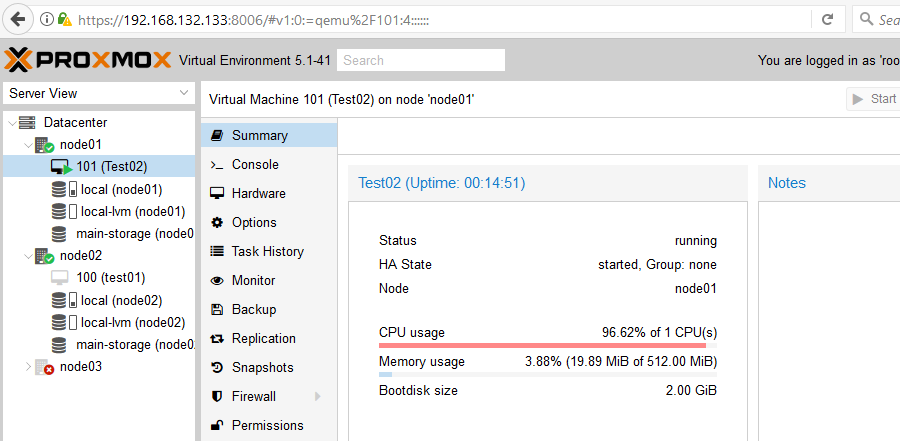 https://192.168.132.133:8006/#v1:0:=qemu%2F101:4::::::
Sea
PROXMOX Virtual Environment 5.1-41 Search You are logged in as 'roo
Server View
Virtual Machine 101 (Test02) on node 'node01' Start
Datacenter
node01
101 (Test02)
local (node01)
local-lvm (node01)
main-storage (node0
node02
100 (test01)
local (node02)
local-lvm (node02)
main-storage (node0
node03
Summary
Console
Hardware
Options
Task History
Monitor
Backup
Replication
Snapshots
Firewall
Permissions
Test02 (Uptime: 00:14:51)
Status running
HA State started, Group: none
Node node01
CPU usage 96.62% of 1 CPU(s)
Memory usage 3.88% (19.89 MiB of 512.00 MiB)
Bootdisk size 2.00 GiB
Notes